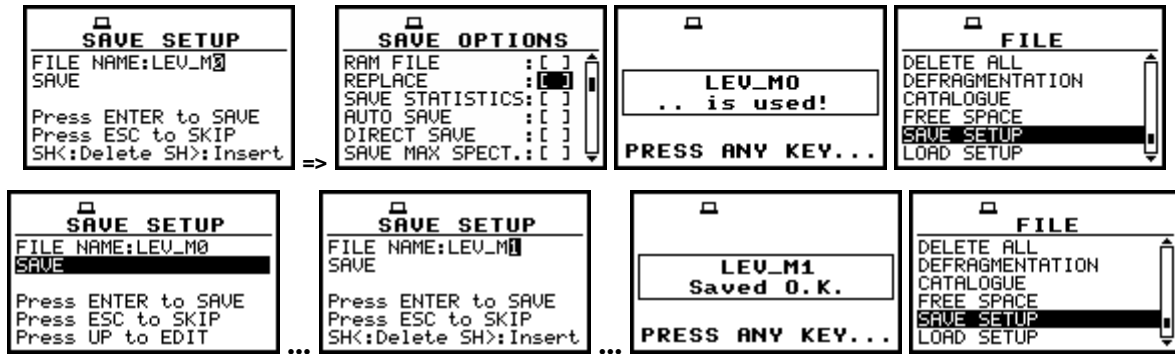 SAVE SETUP
FILE NAME:LEV_M0
SAVE
Press ENTER to SAVE
Press ESC to SKIP
SH<:Delete SH>:Insert
=>
SAVE OPTIONS
RAM FILE :[ ]
REPLACE :[ ]
SAVE STATISTICS:[ ]
AUTO SAVE :[ ]
DIRECT SAVE :[ ]
SAVE MAX SPECT.:[ ]
LEV_M0
.. is used!
PRESS ANY KEY...
FILE
DELETE ALL
DEFRAGMENTATION
CATALOGUE
FREE SPACE
SAVE SETUP
LOAD SETUP
SAVE SETUP
FILE NAME:LEV_M0
SAVE
Press ENTER to SAVE
Press ESC to SKIP
Press UP to EDIT
...
SAVE SETUP
FILE NAME:LEV_M1
SAVE
Press ENTER to SAVE
Press ESC to SKIP
SH<:Delete SH>:Insert
...
LEV_M1
Saved O.K.
PRESS ANY KEY...
FILE
DELETE ALL
DEFRAGMENTATION
CATALOGUE
FREE SPACE
SAVE SETUP
LOAD SETUP